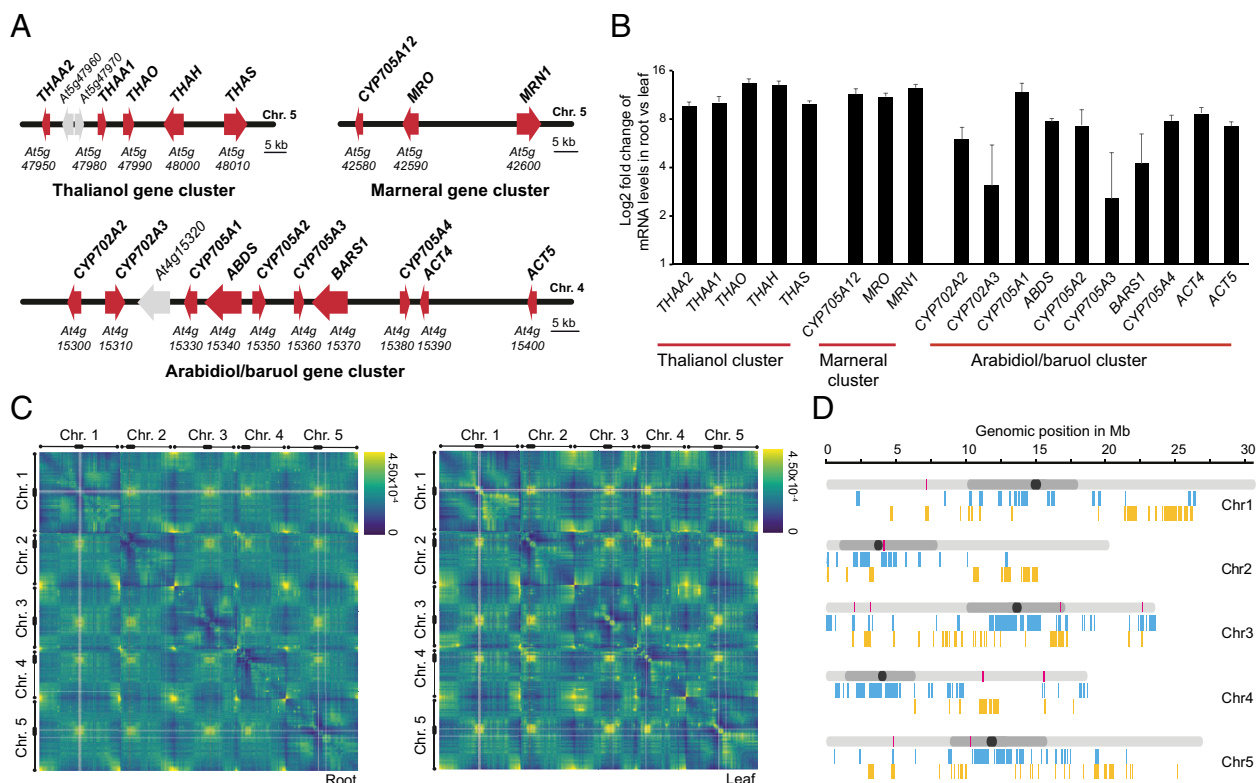 A
THAA2
At5g47960
At5g47970
THAA1
THAO
THAH
THAS
Chr. 5
5 kb
At5g 47950
At5g 47980
At5g 47990
At5g 48000
At5g 48010
Thalianol gene cluster
CYP705A12
MRO
MRN1
Chr. 5
5 kb
At5g 42580
At5g 42590
At5g 42600
Marneral gene cluster
CYP702A2
CYP702A3
At4g15320
CYP705A1
ABDS
CYP705A2
CYP705A3
BARS1
CYP705A4
ACT4
ACT5
Chr. 4
5 kb
At4g 15300
At4g 15310
At4g 15330
At4g 15340
At4g 15350
At4g 15360
At4g 15370
At4g 15380
At4g 15390
At4g 15400
Arabidiol/baruol gene cluster
B
Log2 fold change of
mRNA levels in root vs leaf
16
8
4
2
1
THAA2
THAA1
THAO
THAH
THAS
CYP705A12
MRO
MRN1
CYP702A2
CYP702A3
CYP705A1
ABDS
CYP705A2
CYP705A3
BARS1
CYP705A4
ACT4
ACT5
Thalianol cluster
Marneral
cluster
Arabidiol/baruol cluster
C
Chr. 1
Chr. 2
Chr. 3
Chr. 4
Chr. 5
Chr. 1
Chr. 2
Chr. 3
Chr. 4
Chr. 5
4.50x10⁻⁴
0
Root
Chr. 1
Chr. 2
Chr. 3
Chr. 4
Chr. 5
Chr. 1
Chr. 2
Chr. 3
Chr. 4
Chr. 5
4.50x10⁻⁴
0
Leaf
D
Genomic position in Mb
0 5 10 15 20 25 30
Chr1
Chr2
Chr3
Chr4
Chr5